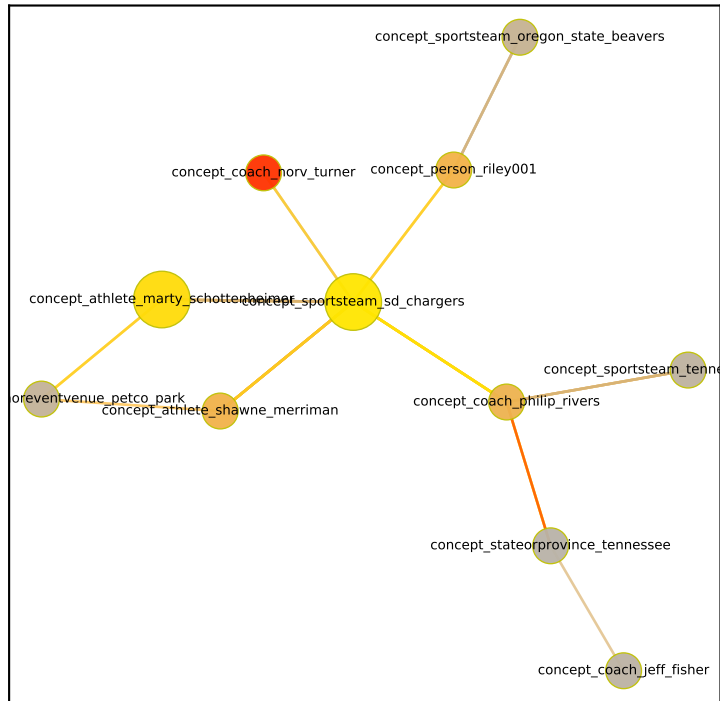 concept_sportsteam_oregon_state_beavers
concept_person_riley001
concept_coach_norv_turner
concept_athlete_marty_schottenheimer
concept_sportsteam_sd_chargers
concept_sportsteam_tenne
oreventvenue_petco_park
concept_athlete_shawne_merriman
concept_coach_philip_rivers
concept_stateorprovince_tennessee
concept_coach_jeff_fisher